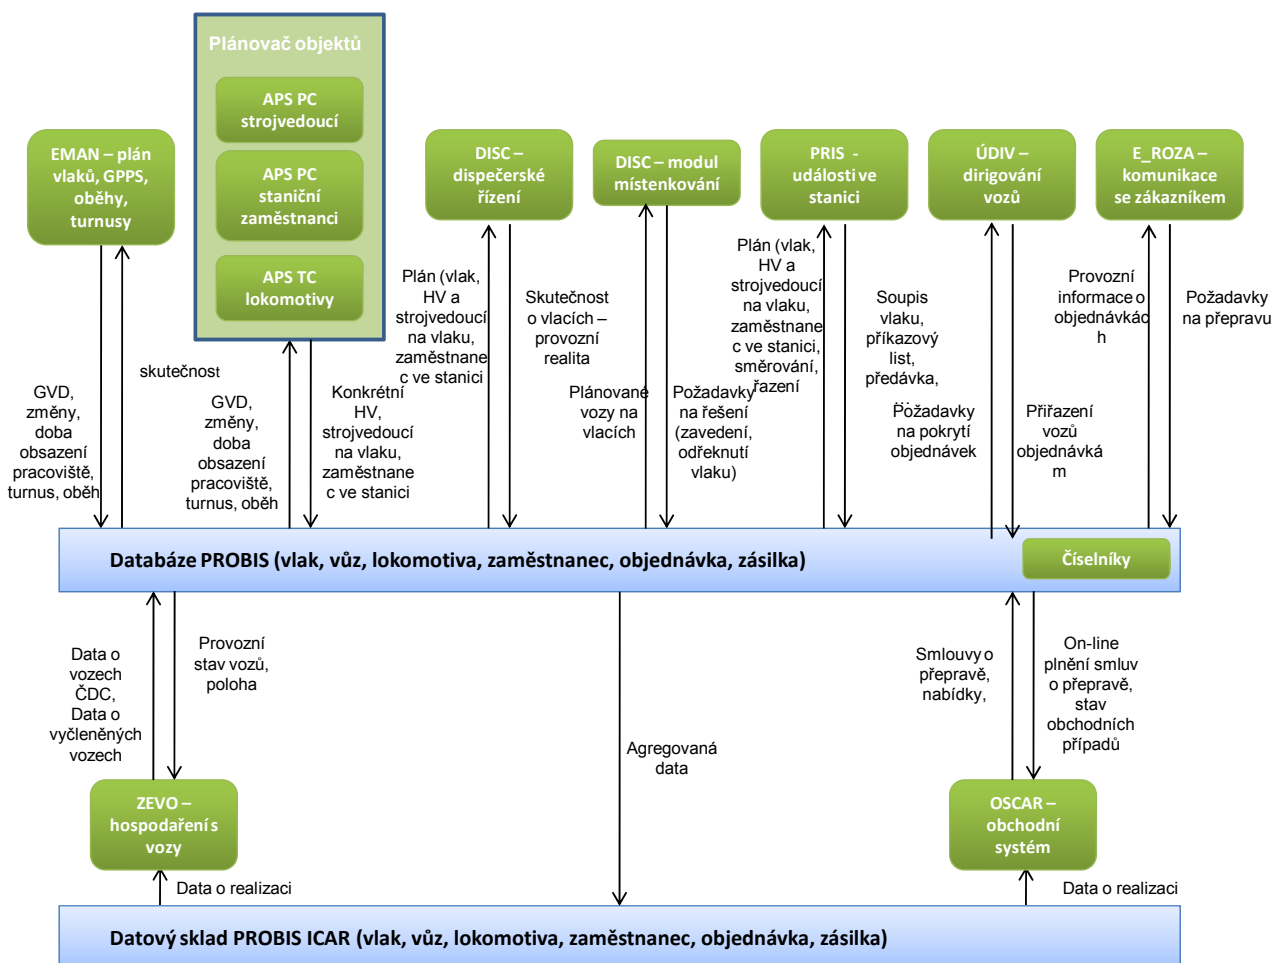 Plánovač objektů
APS PC
strojvedoucí
APS PC
staniční
zaměstnanci
APS TC
lokomotivy
EMAN – plán
vlaků, GPPS,
oběhy,
turnusy
DISC –
dispečerské
řízení
DISC – modul
místenkování
PRIS -
události ve
stanici
ÚDIV –
dirigování
vozů
E_ROZA –
komunikace
se zákazníkem
GVD,
změny,
doba
obsazení
pracoviště,
turnus, oběh
skutečnost
GVD,
změny,
doba
obsazení
pracoviště,
turnus, oběh
Konkrétní
HV,
strojvedoucí
na vlaku,
zaměstnane
c ve stanici
Plán (vlak,
HV a
strojvedoucí
na vlaku,
zaměstnane
c ve stanici
Skutečnost
o vlacích –
provozní
realita
Plánované
vozy na
vlacích
Požadavky
na řešení
(zavedení,
odřeknutí
vlaku)
Plán (vlak,
HV a
strojvedoucí
na vlaku,
zaměstnane
c ve stanici,
směrování,
řazení
Soupis
vlaku,
příkazový
list,
předávka,
...
Požadavky
na pokrytí
objednávek
Přiřazení
vozů
objednávká
m
Provozní
informace o
objednávkác
h
Požadavky
na přepravu
Databáze PROBIS (vlak, vůz, lokomotiva, zaměstnanec, objednávka, zásilka)
Číselníky
Data o
vozech
ČDC,
Data o
vyčleněných
vozech
Provozní
stav vozů,
poloha
Agregovaná
data
Smlouvy o
přepravě,
nabídky,
On-line
plnění smluv
o přepravě,
stav
obchodních
případů
ZEVO –
hospodaření s
vozy
OSCAR –
obchodní
systém
Data o realizaci
Data o realizaci
Datový sklad PROBIS ICAR (vlak, vůz, lokomotiva, zaměstnanec, objednávka, zásilka)